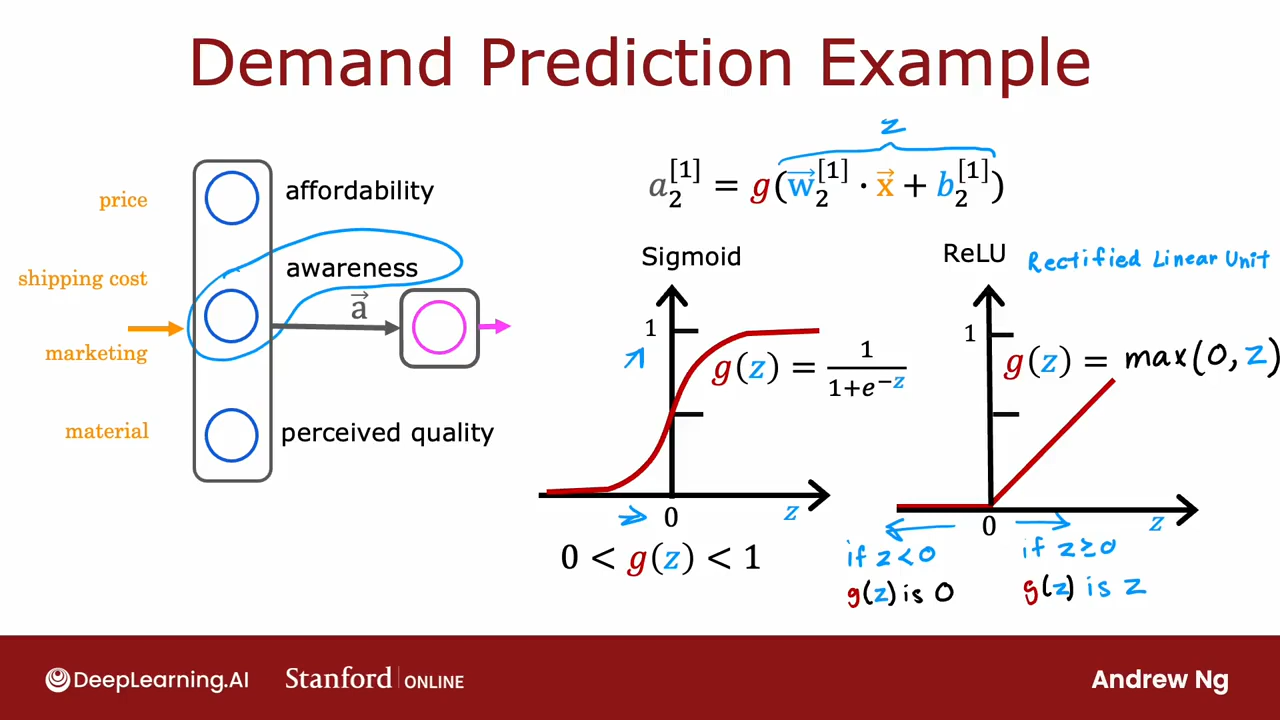 Demand Prediction Example
price
shipping cost
marketing
material
affordability
awareness
a⃗
perceived quality
z
a₂^[1] = g(w⃗₂^[1] · x⃗ + b₂^[1])
Sigmoid
1
g(z) = 1/(1+e^−z)
0
z
0 < g(z) < 1
ReLU
Rectified Linear Unit
1
g(z) = max(0, z)
0
z
if z < 0
g(z) is 0
if z ≥ 0
g(z) is z
DeepLearning.AI
Stanford | ONLINE
Andrew Ng